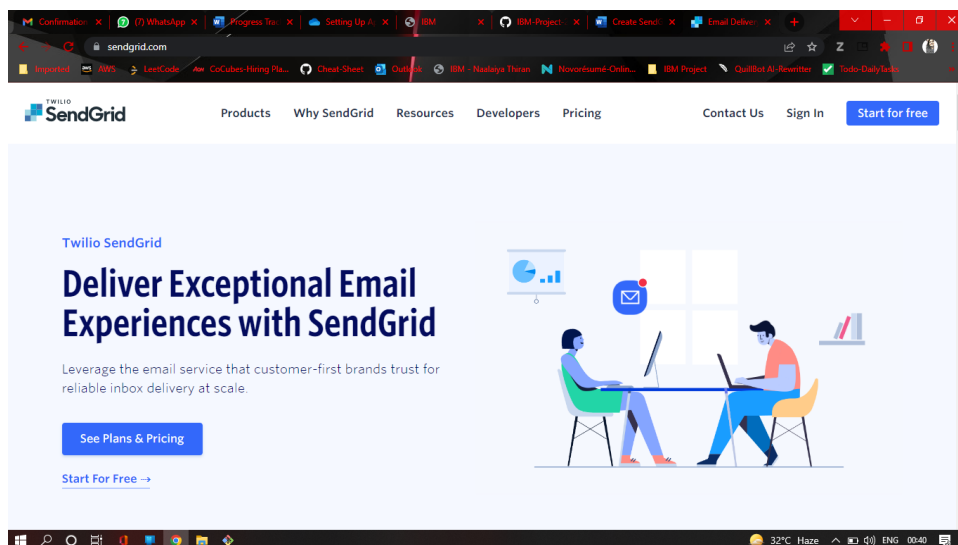 Confirmation
(7) WhatsApp
Progress Trac
Setting Up Ac
IBM
IBM-Project-
Create Send
Email Deliver
sendgrid.com
Imported
AWS
LeetCode
CoCubes-Hiring Pla...
Cheat-Sheet
Outlook
IBM - Naalaiya Thiran
Novorésumé-Onlin...
IBM Project
QuillBot AI-Rewritter
Todo-DailyTasks
TWILIO
SendGrid
Products
Why SendGrid
Resources
Developers
Pricing
Contact Us
Sign In
Start for free
Twilio SendGrid
Deliver Exceptional Email
Experiences with SendGrid
Leverage the email service that customer-first brands trust for
reliable inbox delivery at scale.
See Plans & Pricing
Start For Free →
32°C Haze
ENG
00:40